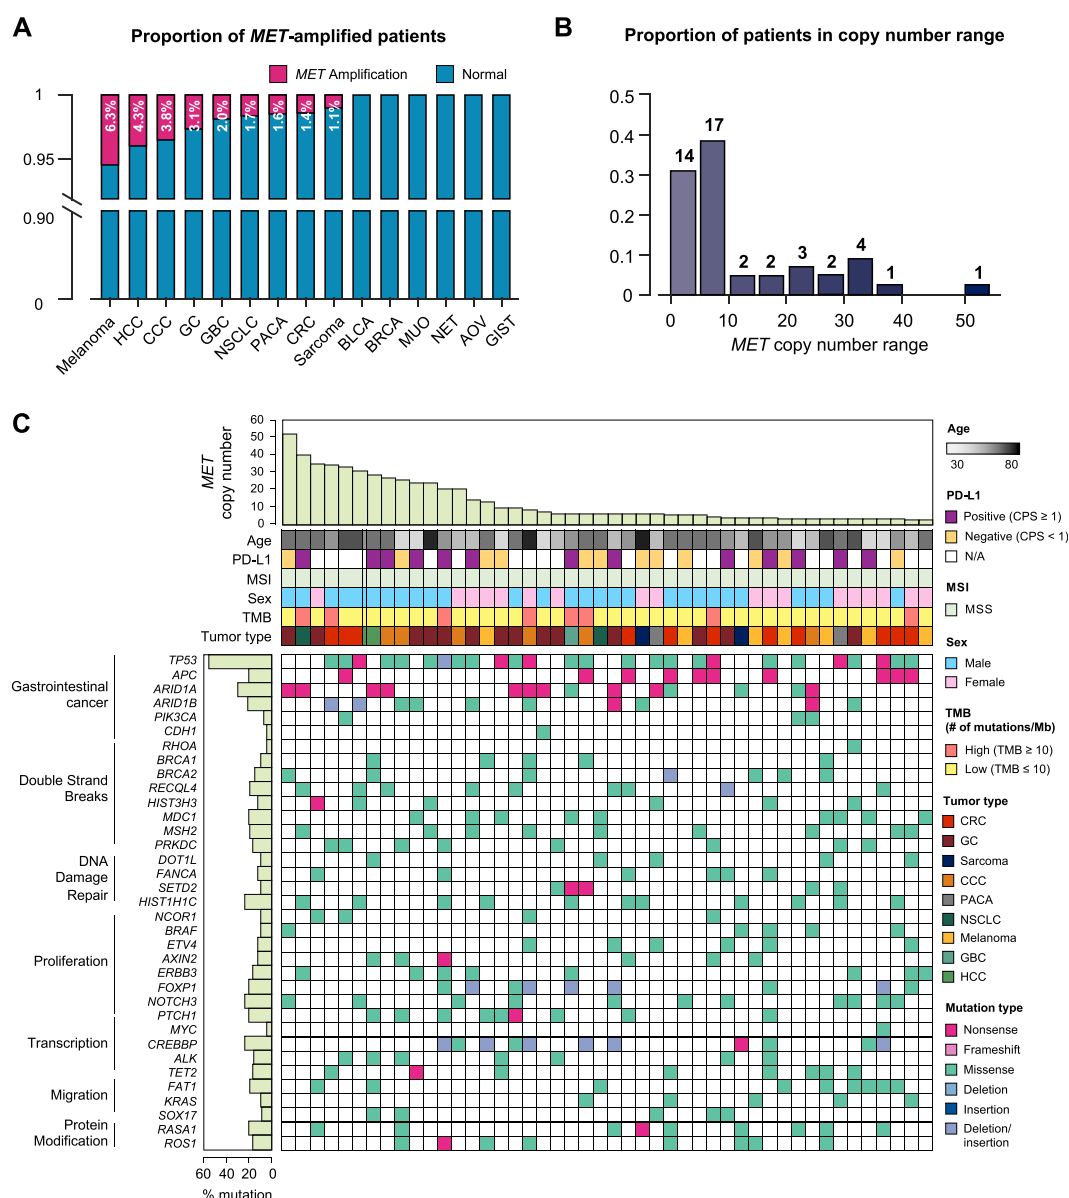 A
Proportion of MET-amplified patients
MET Amplification
Normal
1
0.95
0.90
0
6.3%
4.3%
3.8%
3.1%
2.0%
1.7%
1.6%
1.4%
1.1%
Melanoma
HCC
CCC
GC
GBC
NSCLC
PACA
CRC
Sarcoma
BLCA
BRCA
MUO
NET
AOV
GIST
B
Proportion of patients in copy number range
0.5
0.4
0.3
0.2
0.1
0
14
17
2
2
3
2
4
1
1
0
10
20
30
40
50
MET copy number range
C
MET
copy number
60
50
40
30
20
10
0
Age
PD-L1
MSI
Sex
TMB
Tumor type
Gastrointestinal
cancer
Double Strand
Breaks
DNA
Damage
Repair
Proliferation
Transcription
Migration
Protein
Modification
TP53
APC
ARID1A
ARID1B
PIK3CA
CDH1
RHOA
BRCA1
BRCA2
RECQL4
HIST3H3
MDC1
MSH2
PRKDC
DOT1L
FANCA
SETD2
HIST1H1C
NCOR1
BRAF
ETV4
AXIN2
ERBB3
FOXP1
NOTCH3
PTCH1
MYC
CREBBP
ALK
TET2
FAT1
KRAS
SOX17
RASA1
ROS1
60 40 20 0
% mutation
Age
30 80
PD-L1
Positive (CPS ≥ 1)
Negative (CPS < 1)
N/A
MSI
MSS
Sex
Male
Female
TMB
(# of mutations/Mb)
High (TMB ≥ 10)
Low (TMB ≤ 10)
Tumor type
CRC
GC
Sarcoma
CCC
PACA
NSCLC
Melanoma
GBC
HCC
Mutation type
Nonsense
Frameshift
Missense
Deletion
Insertion
Deletion/
insertion